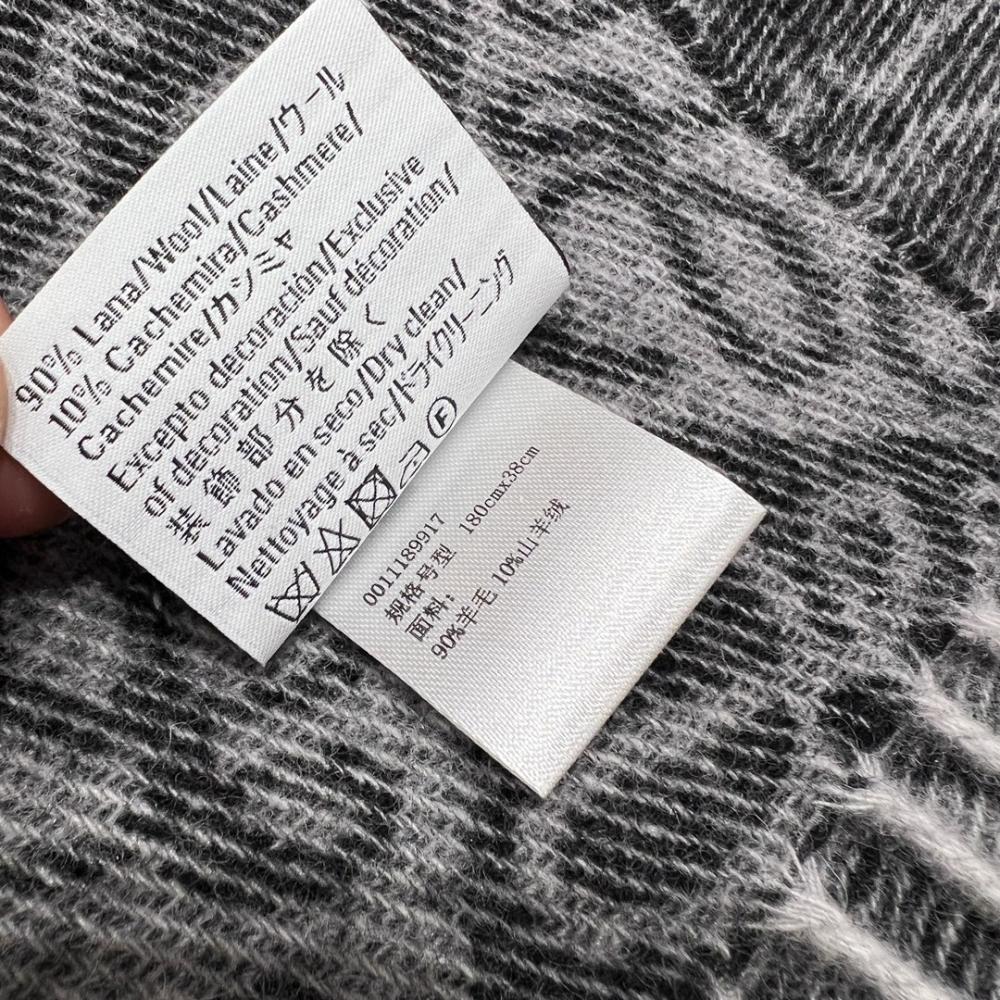 90% Lana/Wool/Laine/ウール
10% Cachemira/Cashmere/
Cachemire/カシミヤ
Excepto decoración/Exclusive
of decoration/Sauf décoration/
装飾部分を除く
Lavado en seco/Dry clean/
Nettoyage à sec/ドライクリーニング
F
0011189917
规格号型 180cmx38cm
面料:
90%羊毛 10%山羊绒